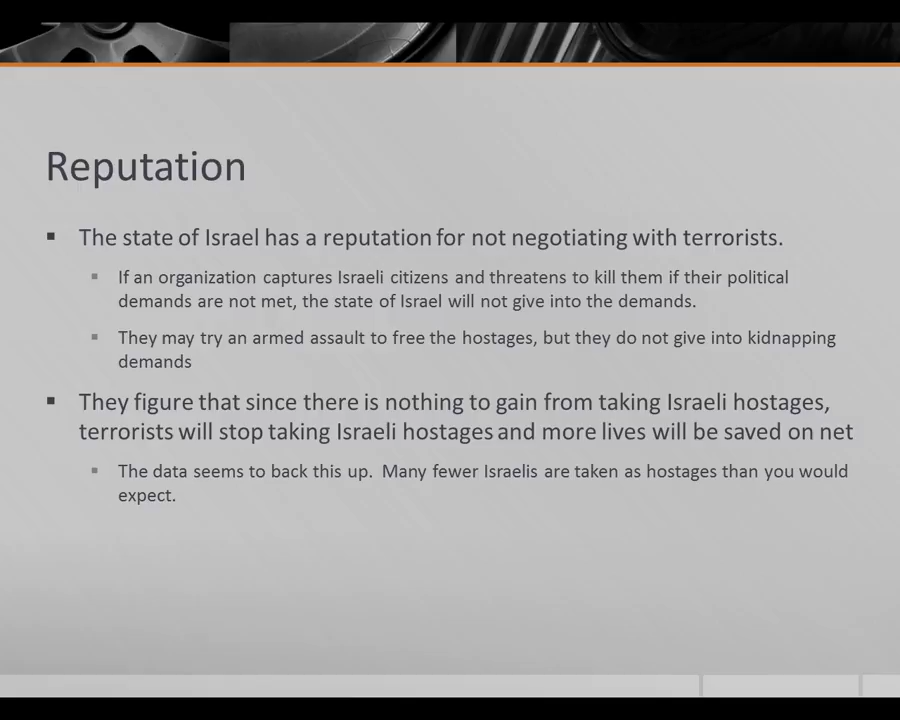 Reputation
▪ The state of Israel has a reputation for not negotiating with terrorists.
▪ If an organization captures Israeli citizens and threatens to kill them if their political
demands are not met, the state of Israel will not give into the demands.
▪ They may try an armed assault to free the hostages, but they do not give into kidnapping
demands
▪ They figure that since there is nothing to gain from taking Israeli hostages,
terrorists will stop taking Israeli hostages and more lives will be saved on net
▪ The data seems to back this up. Many fewer Israelis are taken as hostages than you would
expect.